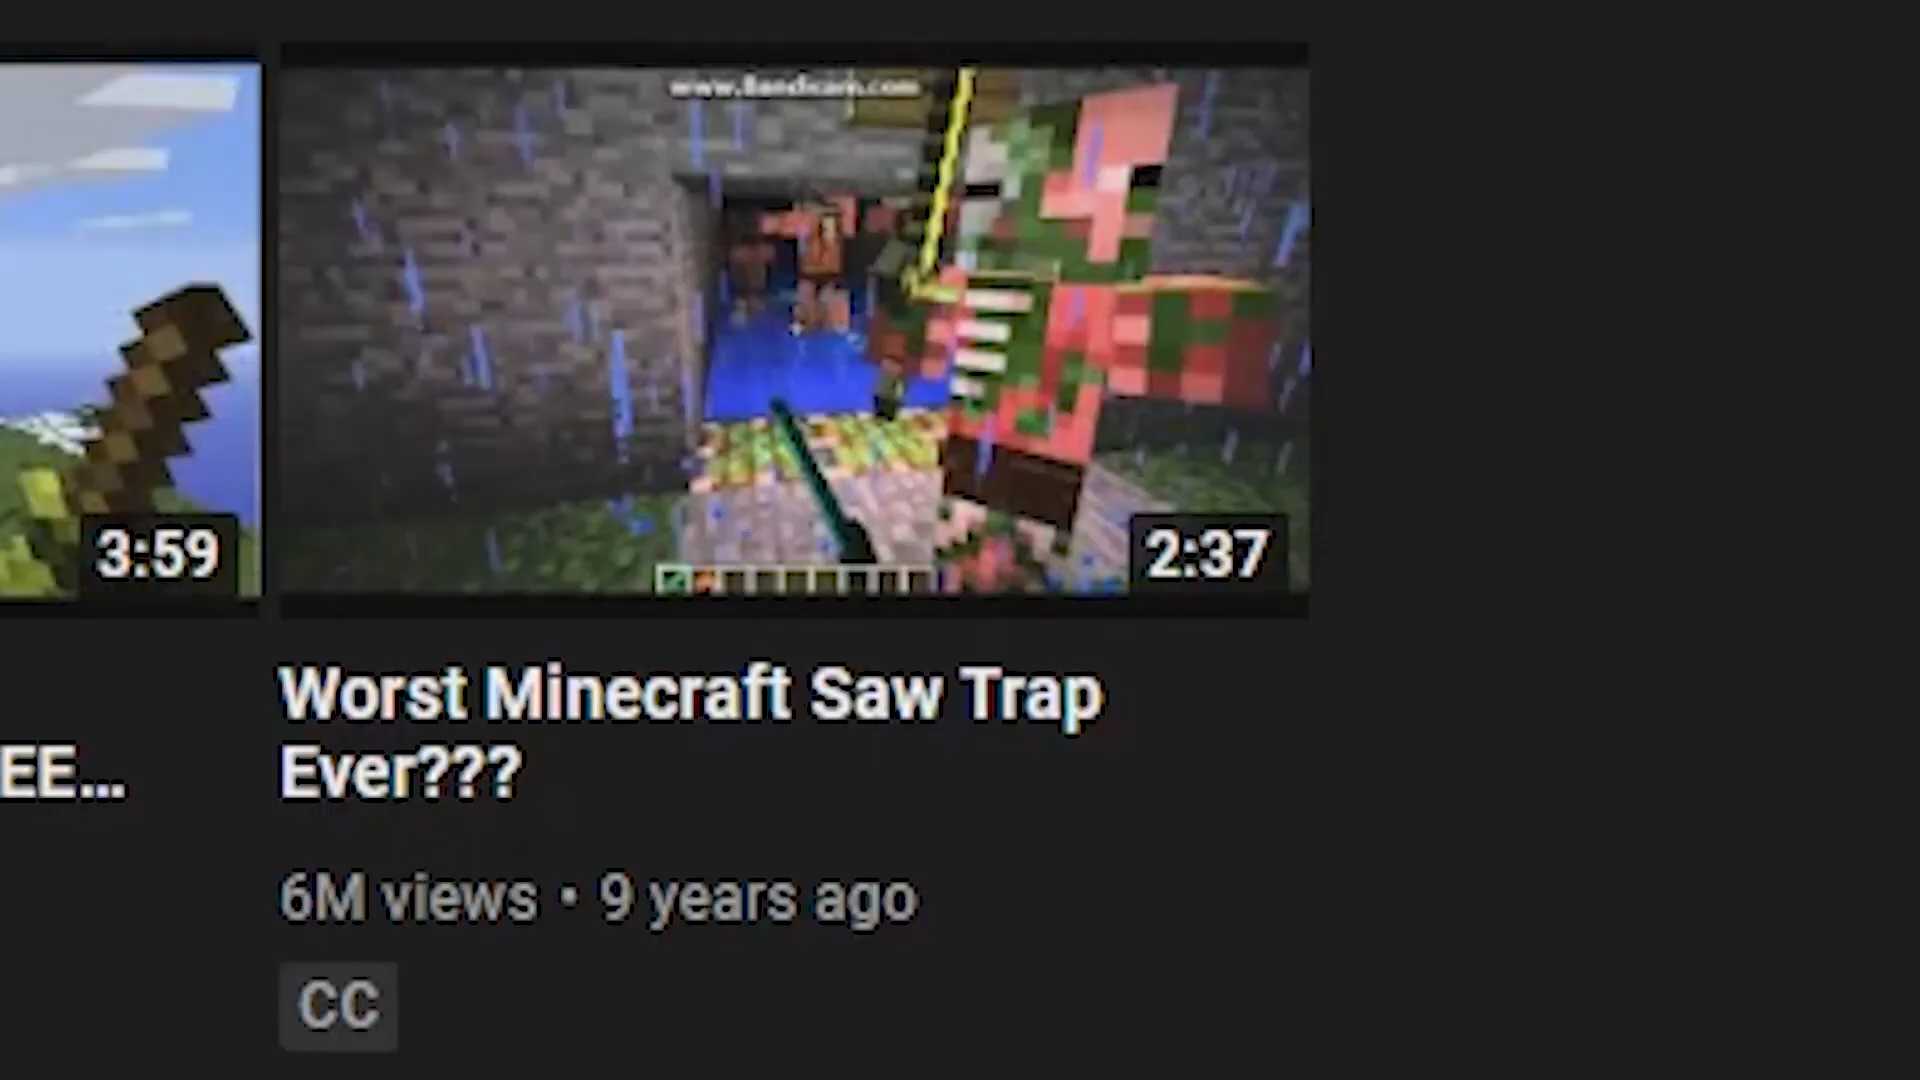 www.Bandicam.com
3:59
2:37
Worst Minecraft Saw Trap
EE...
Ever???
6M views • 9 years ago
CC